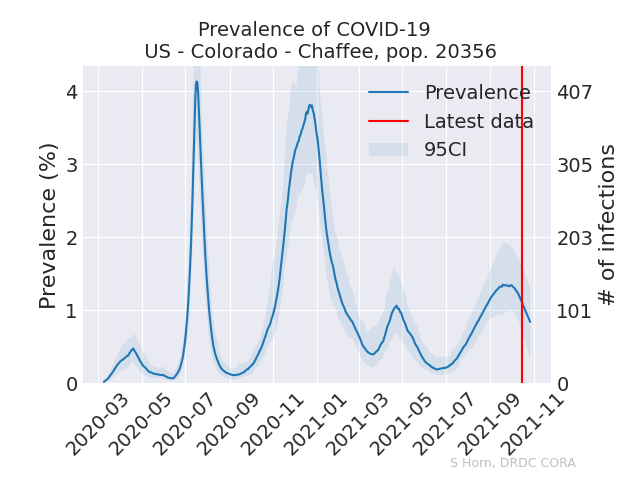 Prevalence of COVID-19
US - Colorado - Chaffee, pop. 20356
Prevalence
Latest data
95CI
Prevalence (%)
4
3
2
1
0
407
305
203
101
0
# of infections
2020-03
2020-05
2020-07
2020-09
2020-11
2021-01
2021-03
2021-05
2021-07
2021-09
2021-11
S Horn, DRDC CORA